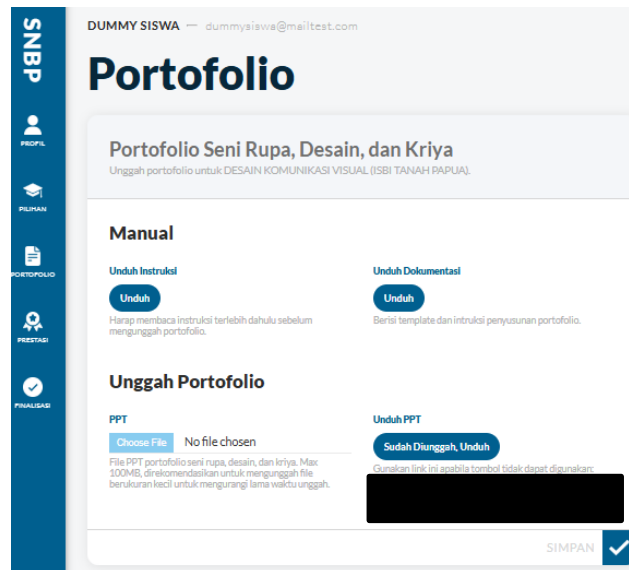 SNBP
PROFIL
PILIHAN
PORTOFOLIO
PRESTASI
FINALISASI
DUMMY SISWA — dummysiswa@mailtest.com
Portofolio
Portofolio Seni Rupa, Desain, dan Kriya
Unggah portofolio untuk DESAIN KOMUNIKASI VISUAL (ISBI TANAH PAPUA).
Manual
Unduh Instruksi
Unduh
Harap membaca instruksi terlebih dahulu sebelum
mengunggah portofolio.
Unduh Dokumentasi
Unduh
Berisi template dan intruksi penyusunan portofolio.
Unggah Portofolio
PPT
Choose File No file chosen
File PPT portofolio seni rupa, desain, dan kriya. Max
100MB, direkomendasikan untuk mengunggah file
berukuran kecil untuk mengurangi lama waktu unggah.
Unduh PPT
Sudah Diunggah, Unduh
Gunakan link ini apabila tombol tidak dapat digunakan:
SIMPAN